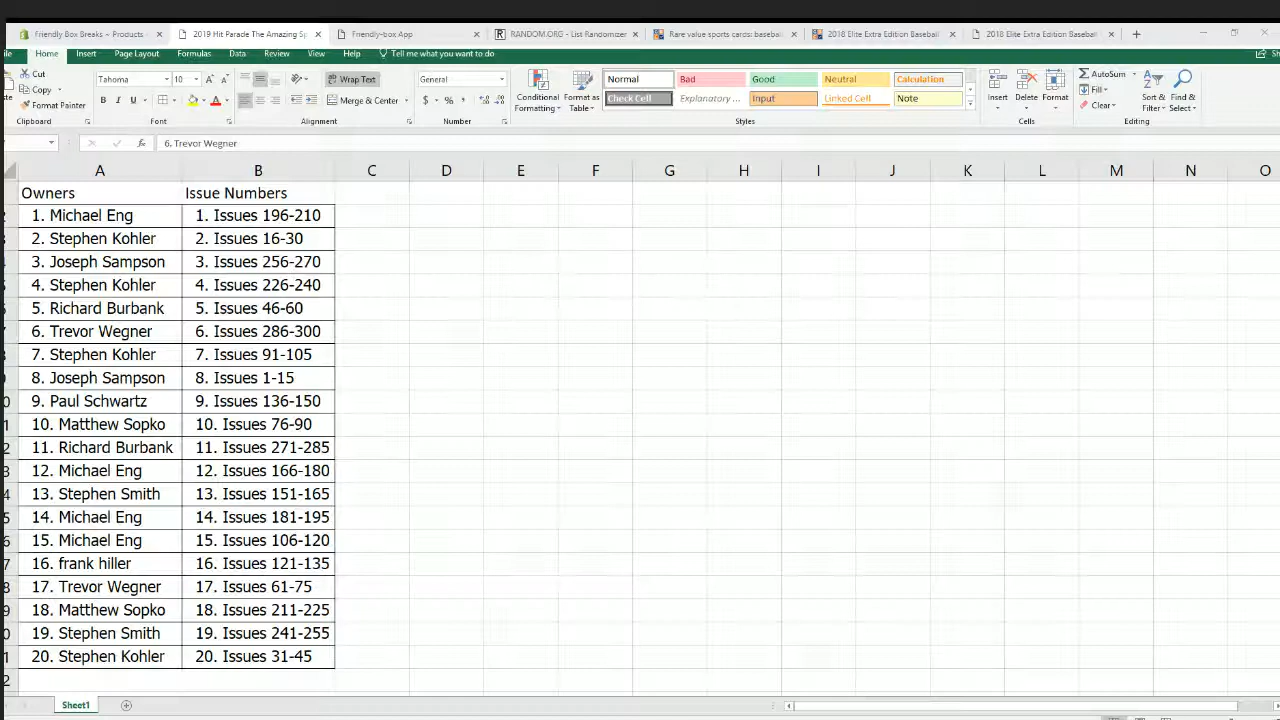 Friendly Box Breaks ~ Products
2019 Hit Parade The Amazing Sp
Friendly-box App
RANDOM.ORG - List Randomizer
Rare value sports cards: baseball
2018 Elite Extra Edition Baseball
2018 Elite Extra Edition Baseball
Home Insert Page Layout Formulas Data Review View Help Tell me what you want to do
Cut
Copy
Format Painter
Clipboard
Tahoma 10
Font
Wrap Text
Merge & Center
Alignment
General
Number
Conditional Formatting
Format as Table
Normal Bad Good Neutral Calculation
Check Cell Explanatory ... Input Linked Cell Note
Styles
Insert Delete Format
Cells
AutoSum
Fill
Clear
Sort & Filter
Find & Select
Editing
6. Trevor Wegner
A B C D E F G H I J K L M N O
Owners Issue Numbers
1. Michael Eng 1. Issues 196-210
2. Stephen Kohler 2. Issues 16-30
3. Joseph Sampson 3. Issues 256-270
4. Stephen Kohler 4. Issues 226-240
5. Richard Burbank 5. Issues 46-60
6. Trevor Wegner 6. Issues 286-300
7. Stephen Kohler 7. Issues 91-105
8. Joseph Sampson 8. Issues 1-15
9. Paul Schwartz 9. Issues 136-150
10. Matthew Sopko 10. Issues 76-90
11. Richard Burbank 11. Issues 271-285
12. Michael Eng 12. Issues 166-180
13. Stephen Smith 13. Issues 151-165
14. Michael Eng 14. Issues 181-195
15. Michael Eng 15. Issues 106-120
16. frank hiller 16. Issues 121-135
17. Trevor Wegner 17. Issues 61-75
18. Matthew Sopko 18. Issues 211-225
19. Stephen Smith 19. Issues 241-255
20. Stephen Kohler 20. Issues 31-45
Sheet1